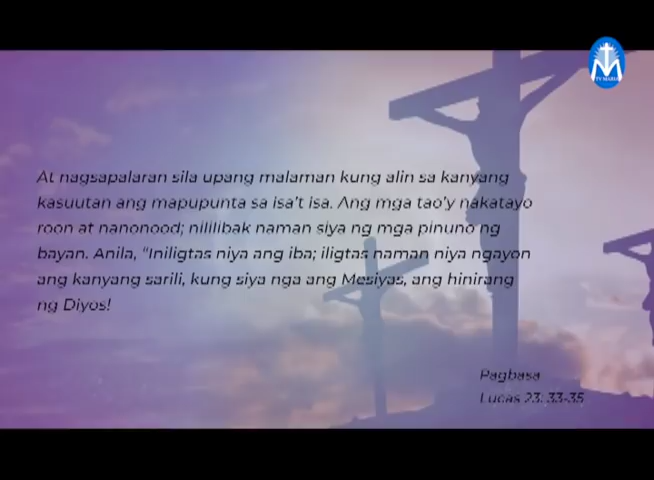 TV MARIA
At nagsapalaran sila upang malaman kung alin sa kanyang
kasuutan ang mapupunta sa isa't isa. Ang mga tao'y nakatayo
roon at nanonood; nililibak naman siya ng mga pinuno ng
bayan. Anila, "Iniligtas niya ang iba; iligtas naman niya ngayon
ang kanyang sarili, kung siya nga ang Mesiyas, ang hinirang
ng Diyos!
Pagbasa
Lucas 23: 33-35